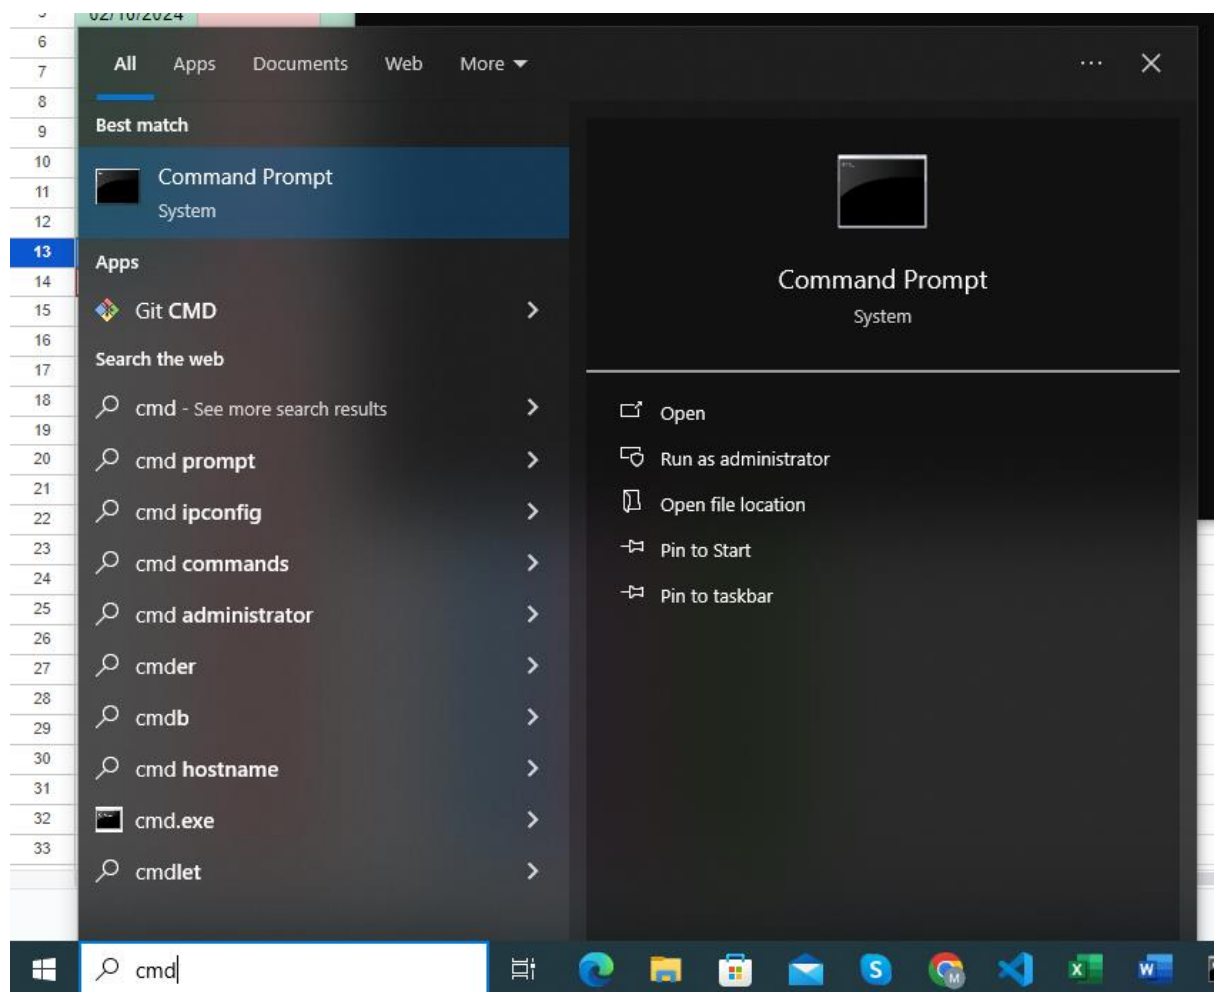 02/10/2024
6
7
8
9
10
11
12
13
14
15
16
17
18
19
20
21
22
23
24
25
26
27
28
29
30
31
32
33
All Apps Documents Web More
Best match
Command Prompt
System
Apps
Git CMD
Search the web
cmd - See more search results
cmd prompt
cmd ipconfig
cmd commands
cmd administrator
cmder
cmdb
cmd hostname
cmd.exe
cmdlet
Command Prompt
System
Open
Run as administrator
Open file location
Pin to Start
Pin to taskbar
cmd